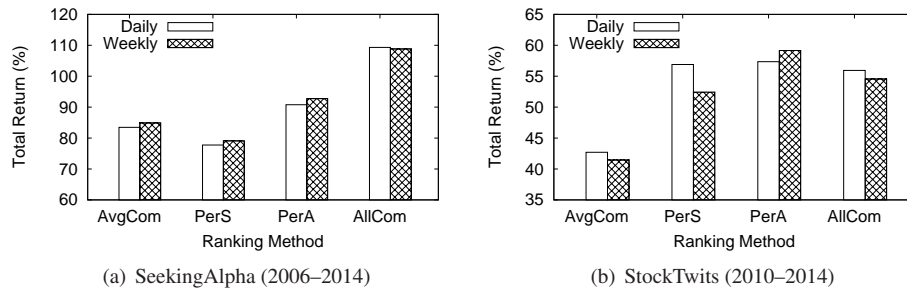 Total Return (%)
120
110
100
90
80
70
60
Daily
Weekly
AvgCom PerS PerA AllCom
Ranking Method
(a) SeekingAlpha (2006–2014)
Total Return (%)
65
60
55
50
45
40
35
Daily
Weekly
AvgCom PerS PerA AllCom
Ranking Method
(b) StockTwits (2010–2014)